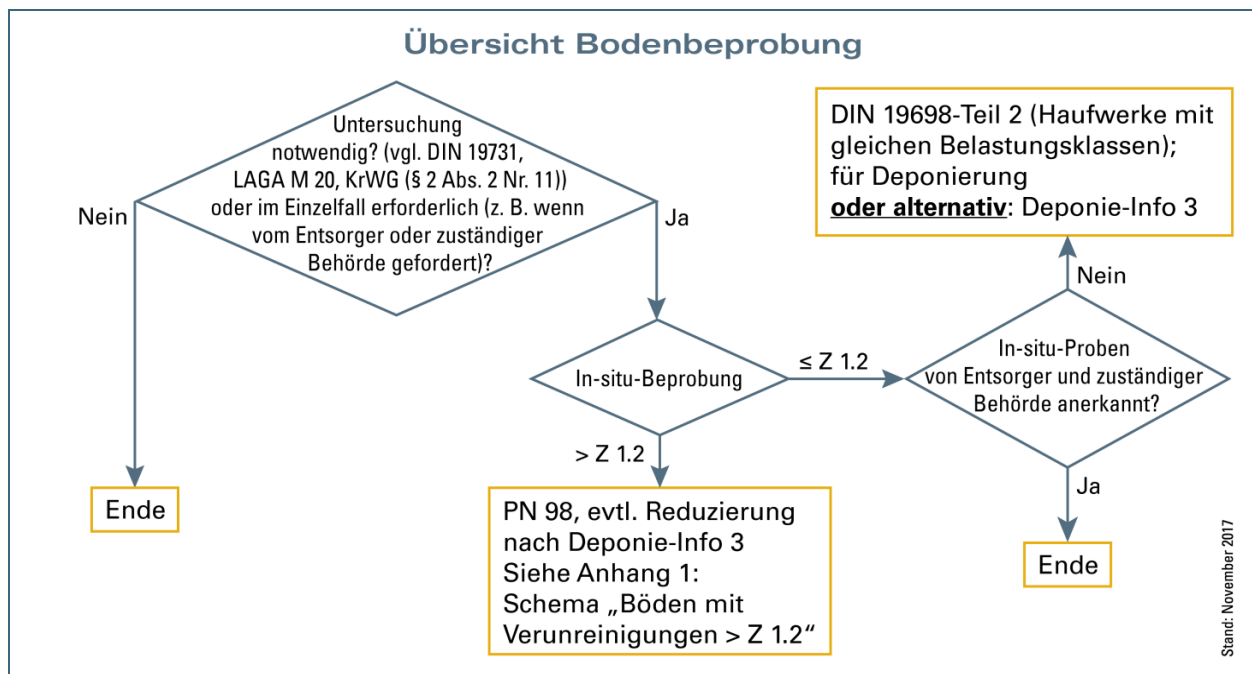 Übersicht Bodenbeprobung
Untersuchung
notwendig? (vgl. DIN 19731,
LAGA M 20, KrWG (§ 2 Abs. 2 Nr. 11))
oder im Einzelfall erforderlich (z. B. wenn
vom Entsorger oder zuständiger
Behörde gefordert)?
Nein
Ja
Ende
In-situ-Beprobung
≤ Z 1.2
> Z 1.2
PN 98, evtl. Reduzierung
nach Deponie-Info 3
Siehe Anhang 1:
Schema „Böden mit
Verunreinigungen > Z 1.2“
In-situ-Proben
von Entsorger und zuständiger
Behörde anerkannt?
Nein
DIN 19698-Teil 2 (Haufwerke mit
gleichen Belastungsklassen);
für Deponierung
oder alternativ: Deponie-Info 3
Ja
Ende
Stand: November 2017